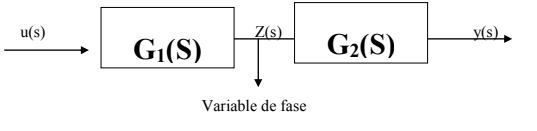 u(s)
G₁(S)
Z(s)
G₂(S)
y(s)
Variable de fase